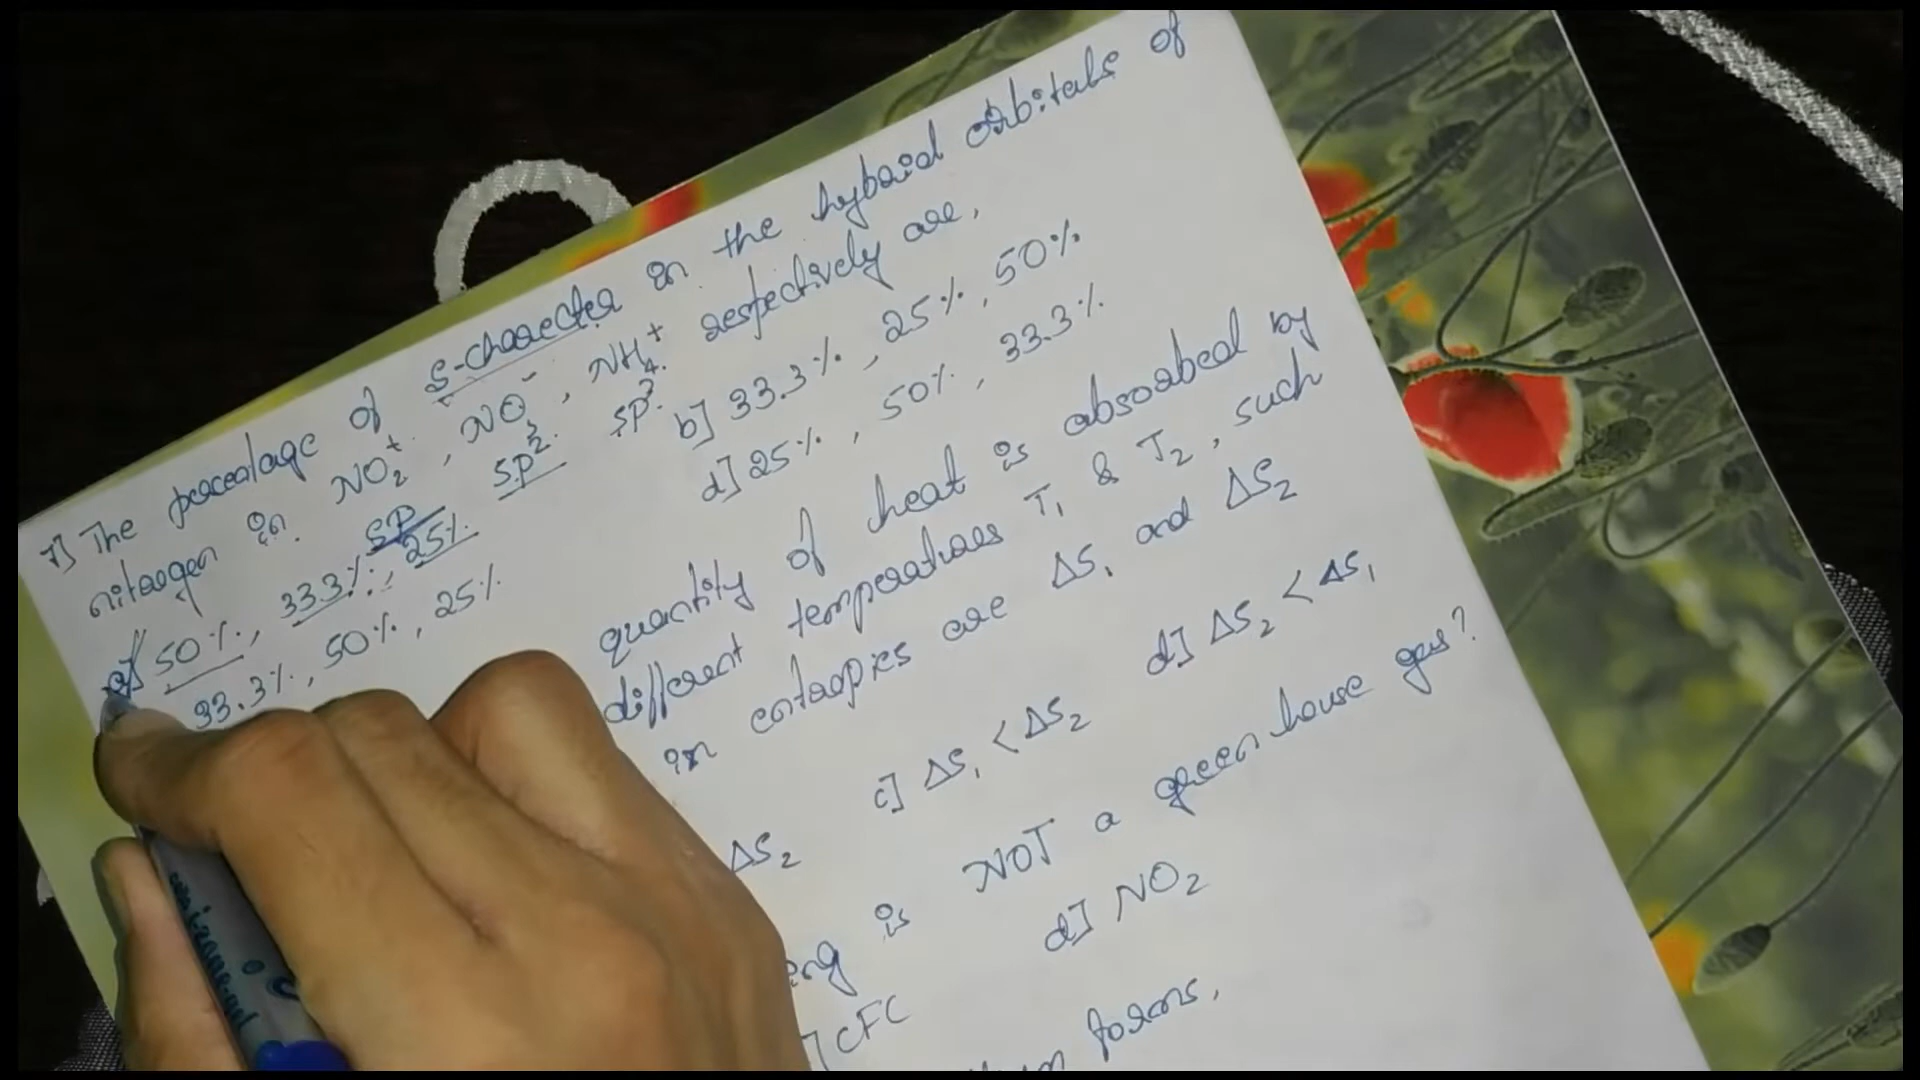 7] The percentage of s-character in the hybrid orbitals of
nitrogen in NO₂⁺, NO₃⁻, NH₄⁺ respectively are,
SP SP² SP³
a] 50%, 33.3%, 25% b] 33.3%, 25%, 50%
33.3%, 50%, 25% d] 25%, 50%, 33.3%
quantity of heat is absorbed by
different temperatures T₁ & T₂, such
in entropies are ΔS₁ and ΔS₂
ΔS₂ c] ΔS₁ < ΔS₂ d] ΔS₂ < ΔS₁
is NOT a green house gas?
CFC d] NO₂
forms,